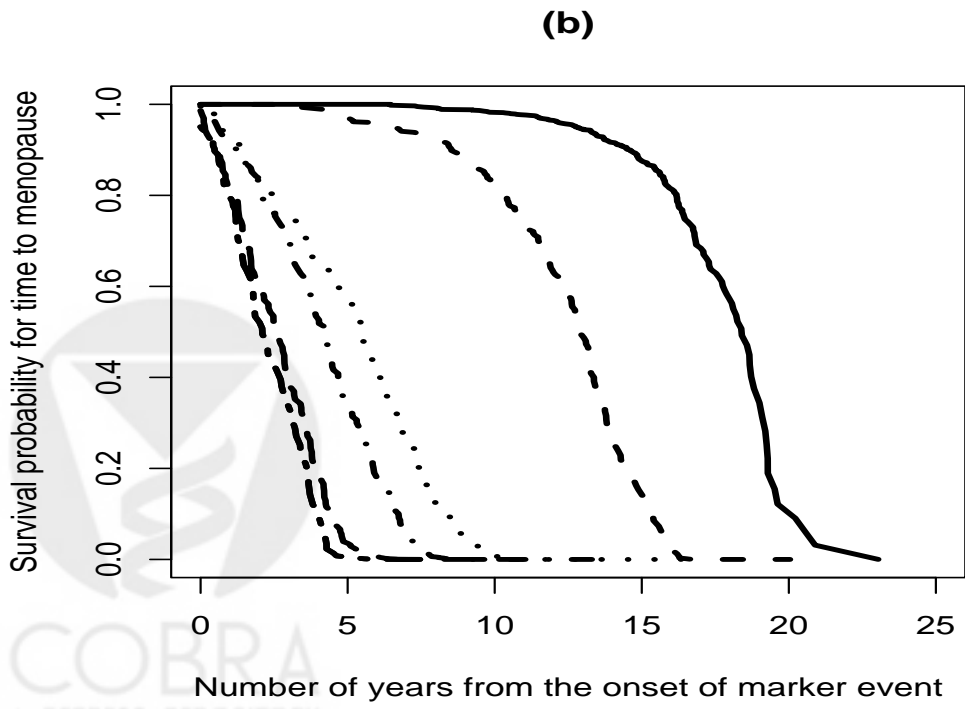 (b)
Survival probability for time to menopause
1.0
0.8
0.6
0.4
0.2
0.0
0 5 10 15 20 25
Number of years from the onset of marker event
COBRA